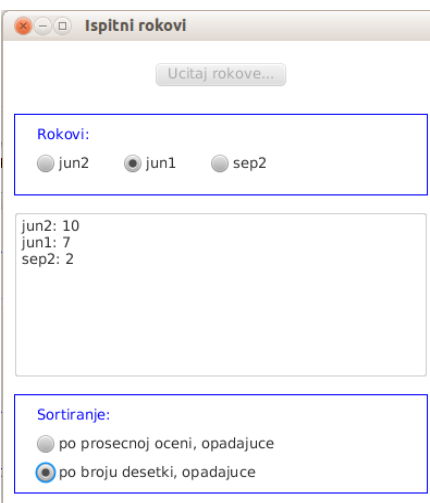 Ispitni rokovi
Ucitaj rokove...
Rokovi:
jun2 jun1 sep2
jun2: 10
jun1: 7
sep2: 2
Sortiranje:
po prosecnoj oceni, opadajuce
po broju desetki, opadajuce